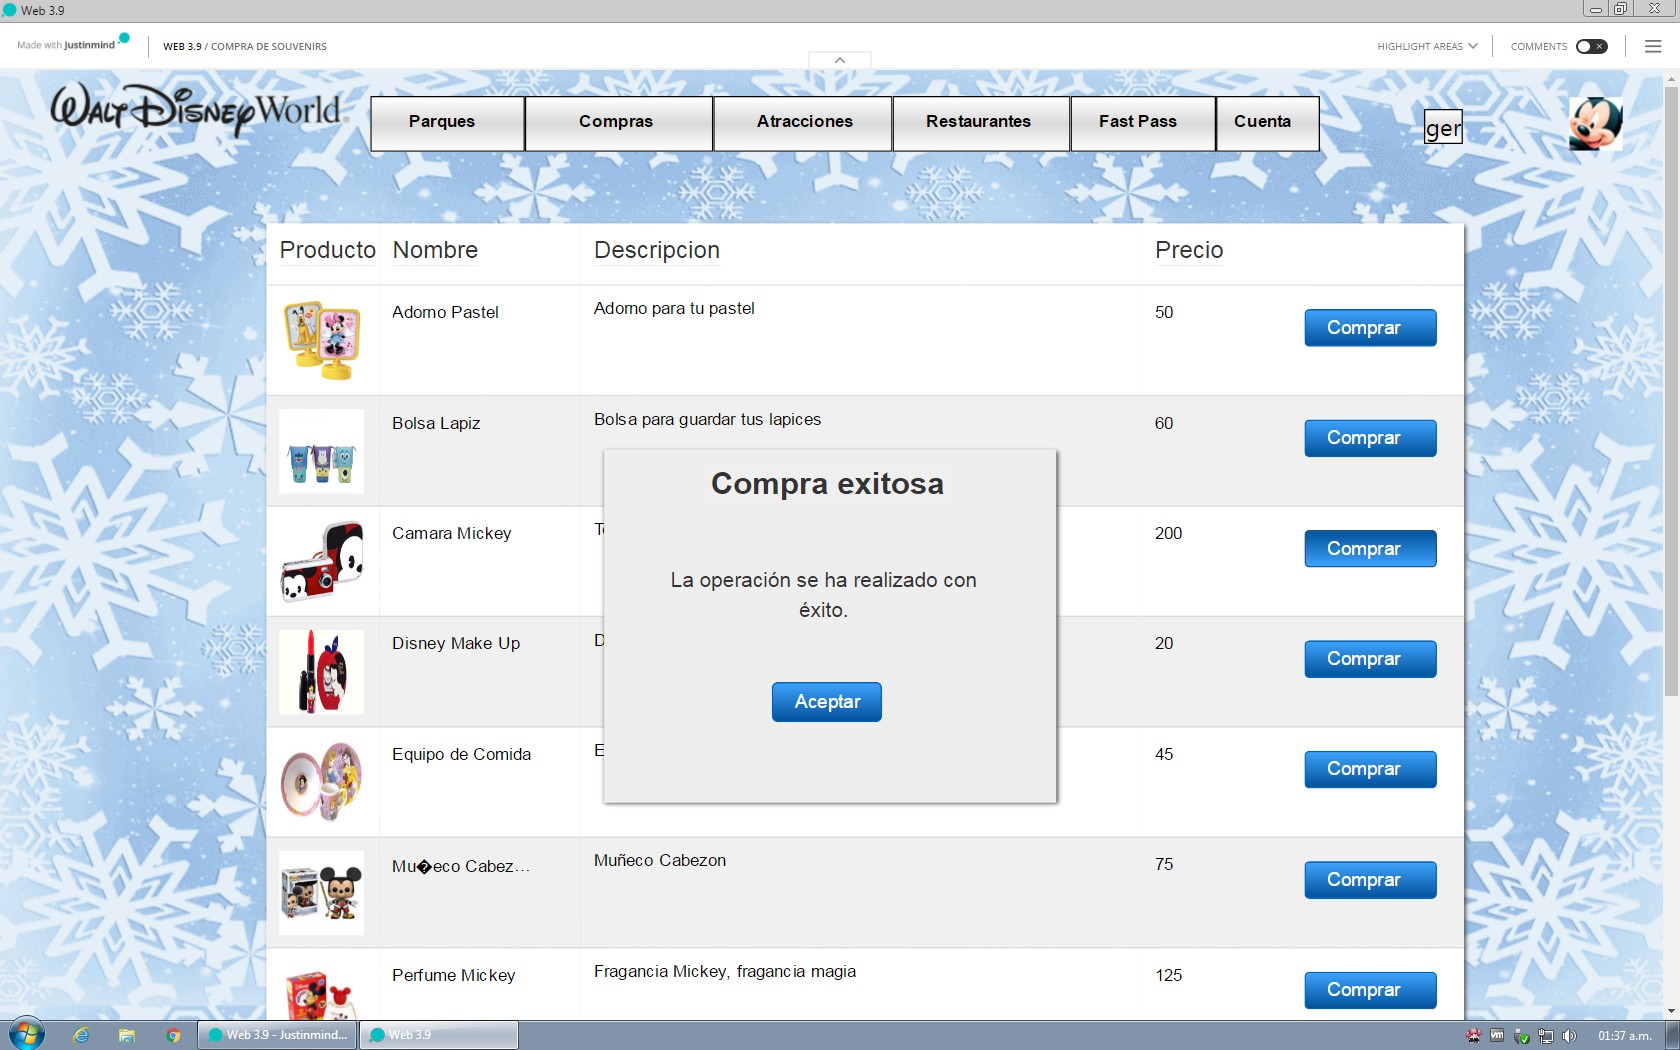 Web 3.9
Made with Justinmind
WEB 3.9 / COMPRA DE SOUVENIRS
HIGHLIGHT AREAS
COMMENTS
WALT DISNEY World
Parques
Compras
Atracciones
Restaurantes
Fast Pass
Cuenta
ger
Producto Nombre Descripcion Precio
Adorno Pastel Adorno para tu pastel 50 Comprar
Bolsa Lapiz Bolsa para guardar tus lapices 60 Comprar
Camara Mickey 200 Comprar
Disney Make Up D 20 Comprar
Equipo de Comida E 45 Comprar
Mu�eco Cabez... Muñeco Cabezon 75 Comprar
Perfume Mickey Fragancia Mickey, fragancia magia 125 Comprar
Compra exitosa
La operación se ha realizado con
éxito.
Aceptar
Web 3.9 - Justinmind...
Web 3.9
01:37 a.m.